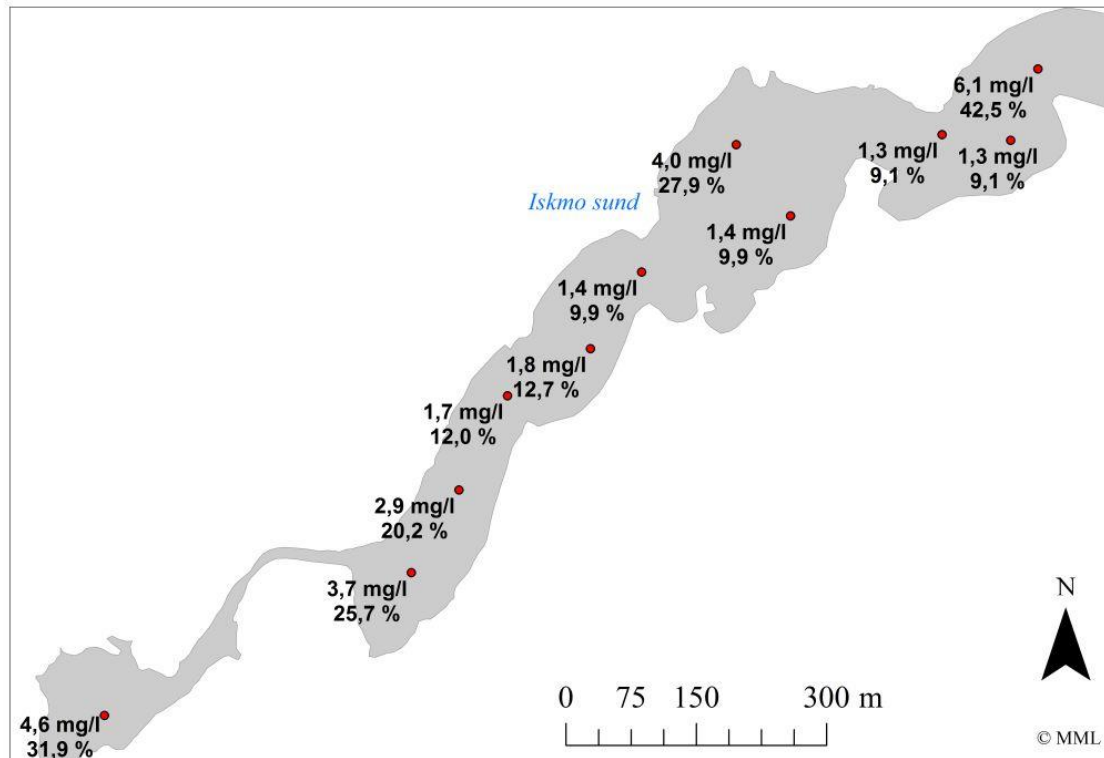 6,1 mg/l
42,5 %
1,3 mg/l
9,1 %
1,3 mg/l
9,1 %
4,0 mg/l
27,9 %
Iskmo sund
1,4 mg/l
9,9 %
1,4 mg/l
9,9 %
1,8 mg/l
12,7 %
1,7 mg/l
12,0 %
2,9 mg/l
20,2 %
3,7 mg/l
25,7 %
4,6 mg/l
31,9 %
N
0 75 150 300 m
© MML